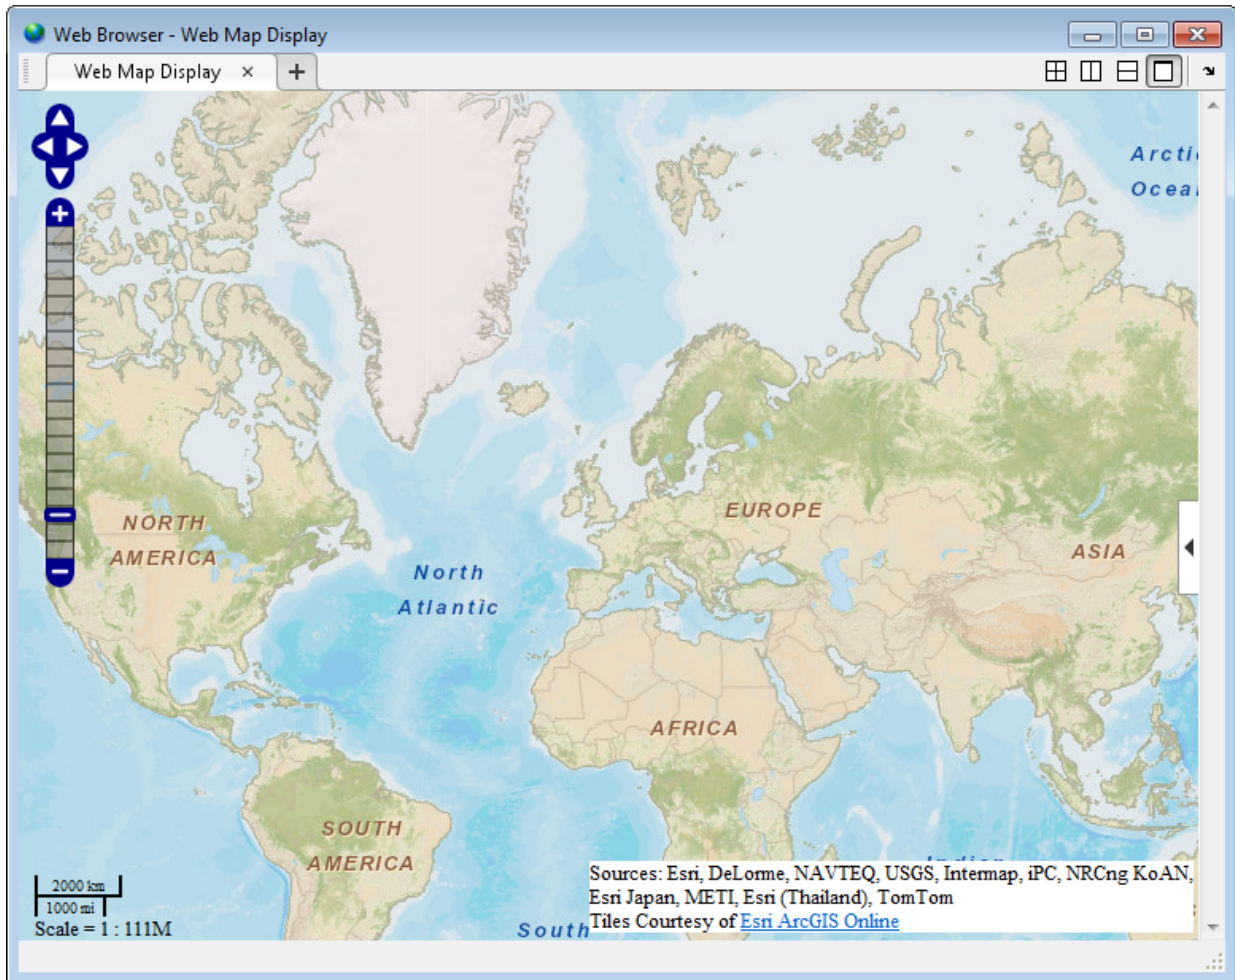 Web Browser - Web Map Display
Web Map Display
Arcti
Ocea
NORTH
AMERICA
EUROPE
ASIA
North
Atlantic
AFRICA
SOUTH
AMERICA
Indian
2000 km
1000 mi
Scale = 1 : 111M
South
Sources: Esri, DeLorme, NAVTEQ, USGS, Intermap, iPC, NRCng KoAN,
Esri Japan, METI, Esri (Thailand), TomTom
Tiles Courtesy of Esri ArcGIS Online